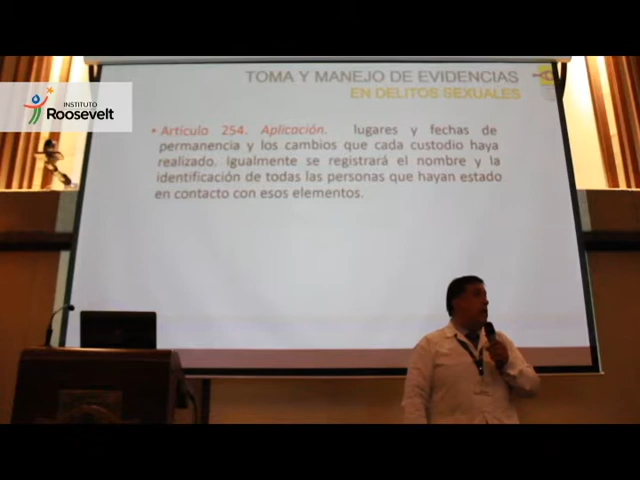 TOMA Y MANEJO DE EVIDENCIAS
EN DELITOS SEXUALES
INSTITUTO
Roosevelt
• Artículo 254. Aplicación. lugares y fechas de
permanencia y los cambios que cada custodio haya
realizado. Igualmente se registrará el nombre y la
identificación de todas las personas que hayan estado
en contacto con esos elementos.